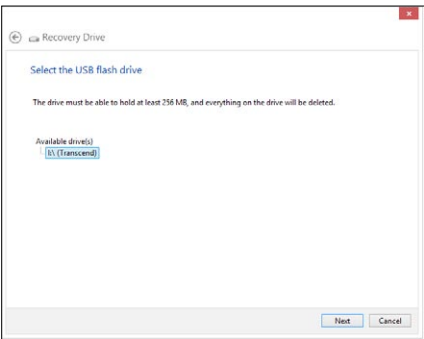 Recovery Drive
Select the USB flash drive
The drive must be able to hold at least 256 MB, and everything on the drive will be deleted.
Available drive(s)
I:\ (Transcend)
Next Cancel